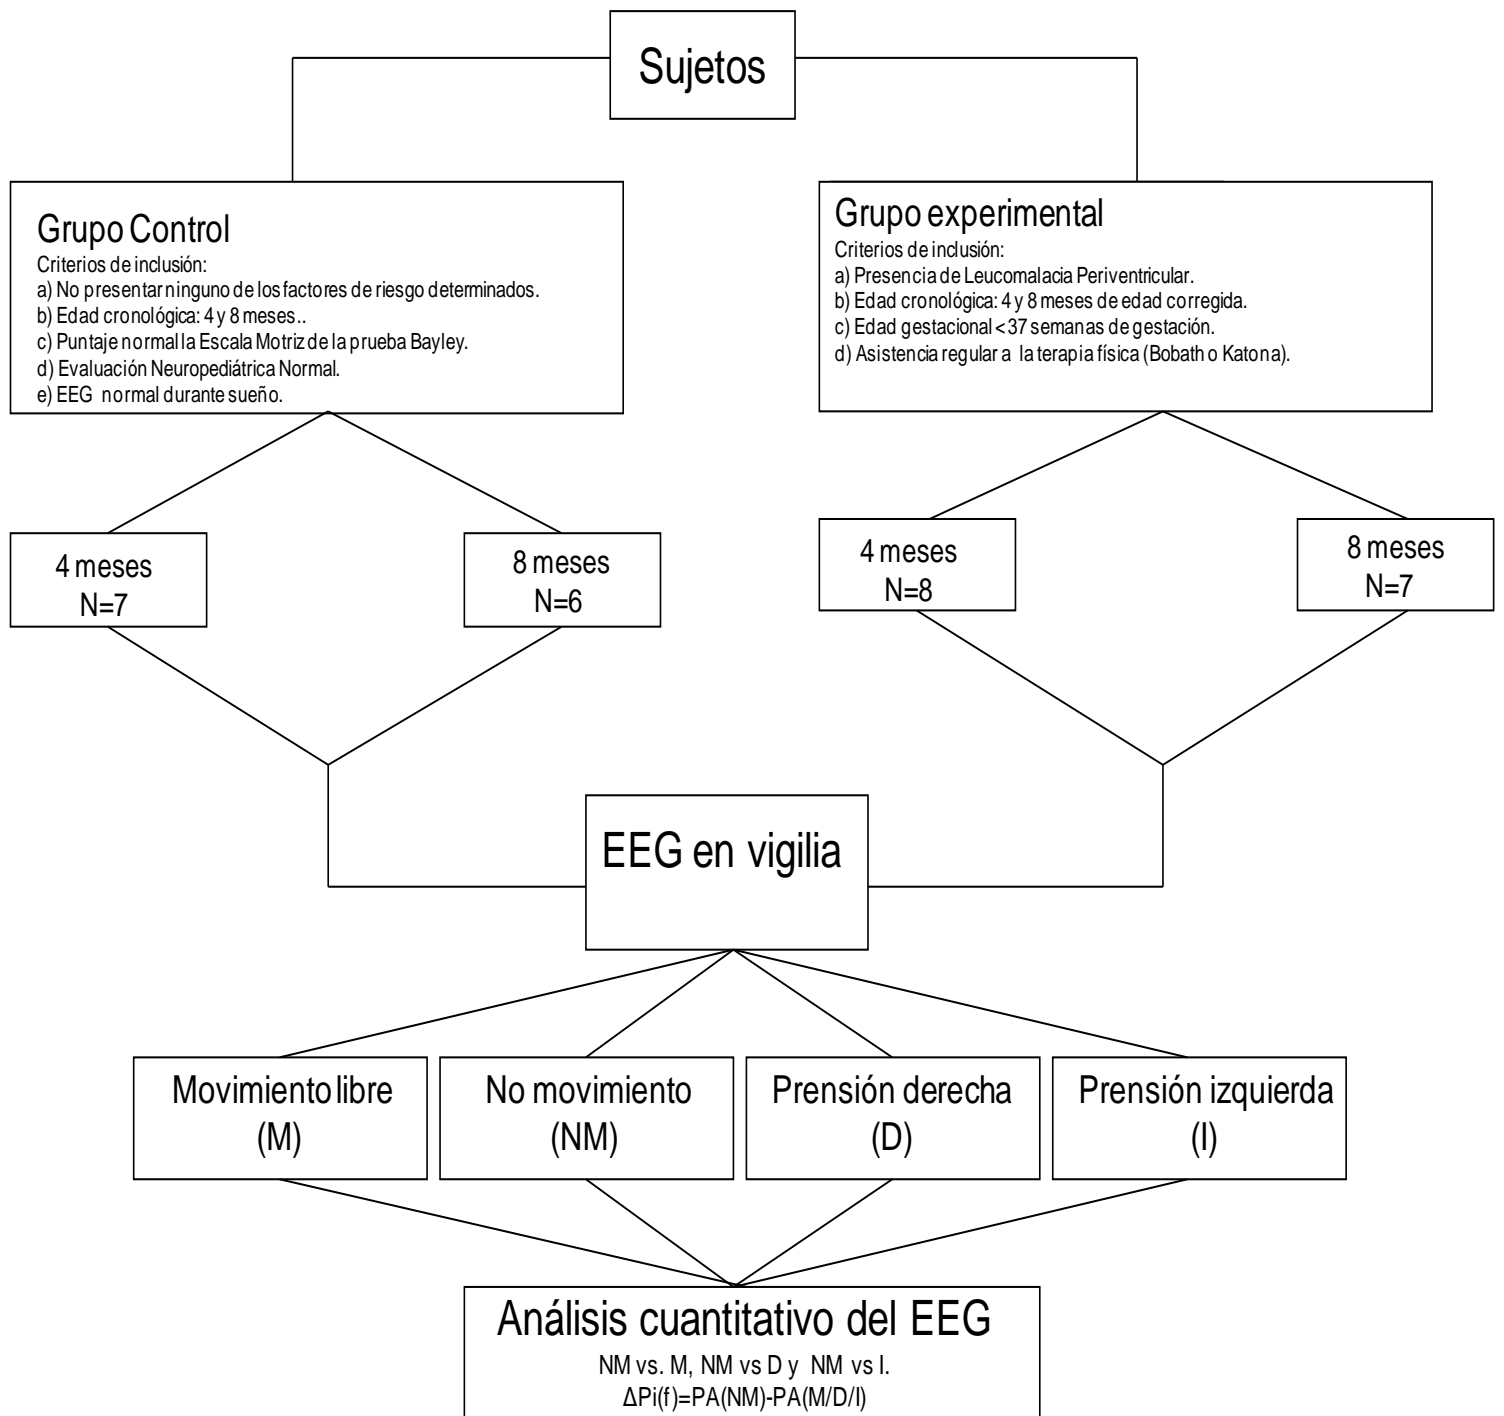 Sujetos
Grupo Control
Criterios de inclusión:
a) No presentar ninguno de los factores de riesgo determinados.
b) Edad cronológica: 4 y 8 meses..
c) Puntaje normal la Escala Motriz de la prueba Bayley.
d) Evaluación Neuropediátrica Normal.
e) EEG normal durante sueño.
Grupo experimental
Criterios de inclusión:
a) Presencia de Leucomalacia Periventricular.
b) Edad cronológica: 4 y 8 meses de edad corregida.
c) Edad gestacional < 37 semanas de gestación.
d) Asistencia regular a la terapia física (Bobath o Katona).
4 meses
N=7
8 meses
N=6
4 meses
N=8
8 meses
N=7
EEG en vigilia
Movimiento libre
(M)
No movimiento
(NM)
Prensión derecha
(D)
Prensión izquierda
(I)
Análisis cuantitativo del EEG
NM vs. M, NM vs D y NM vs I.
ΔPi(f)=PA(NM)-PA(M/D/I)